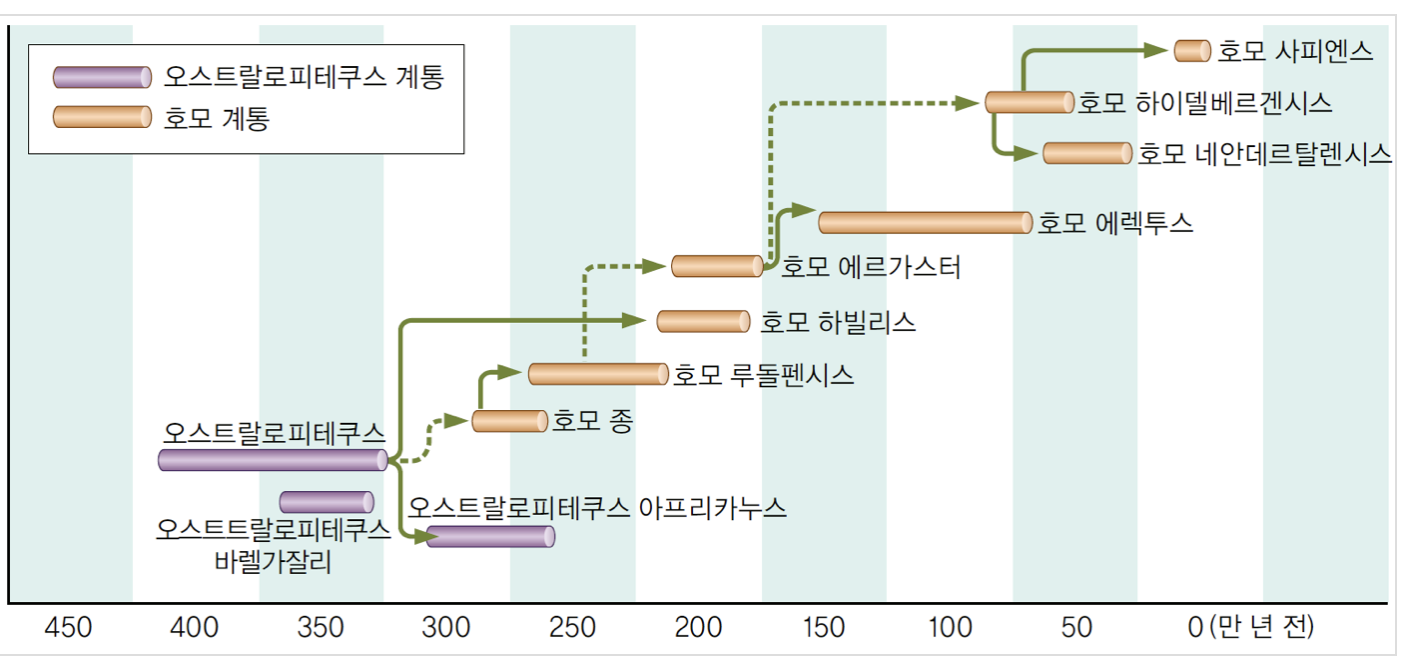 오스트랄로피테쿠스 계통
호모 계통
호모 사피엔스
호모 하이델베르겐시스
호모 네안데르탈렌시스
호모 에렉투스
호모 에르가스터
호모 하빌리스
호모 루돌펜시스
호모 종
오스트랄로피테쿠스
오스트랄로피테쿠스 아프리카누스
오스트트랄로피테쿠스
바렐가잘리
450 400 350 300 250 200 150 100 50 0 (만 년 전)